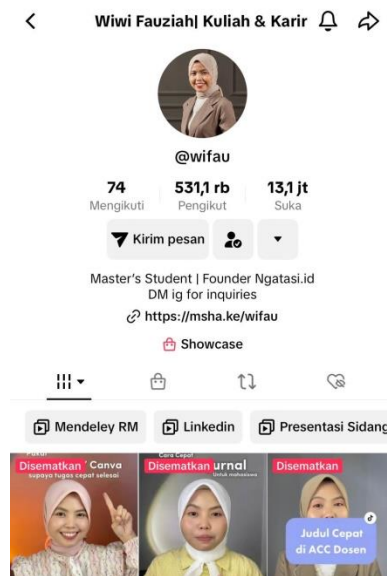 Wiwi Fauziah| Kuliah & Karir
@wifau
74 531,1 rb 13,1 jt
Mengikuti Pengikut Suka
Kirim pesan
Master's Student | Founder Ngatasi.id
DM ig for inquiries
https://msha.ke/wifau
Showcase
Mendeley RM Linkedin Presentasi Sidang
Disematkan Canva
supaya tugas cepat selesai
Cara Cepat
Disematkan urnal
Untuk mahasiswa
Disematkan
Judul Cepat
di ACC Dosen